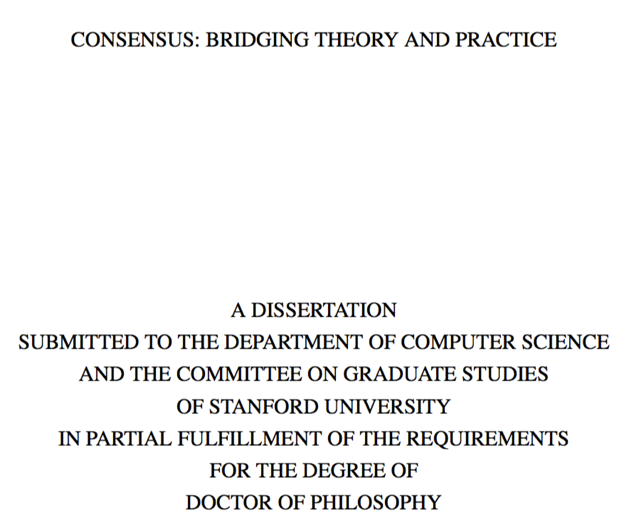 CONSENSUS: BRIDGING THEORY AND PRACTICE
A DISSERTATION
SUBMITTED TO THE DEPARTMENT OF COMPUTER SCIENCE
AND THE COMMITTEE ON GRADUATE STUDIES
OF STANFORD UNIVERSITY
IN PARTIAL FULFILLMENT OF THE REQUIREMENTS
FOR THE DEGREE OF
DOCTOR OF PHILOSOPHY